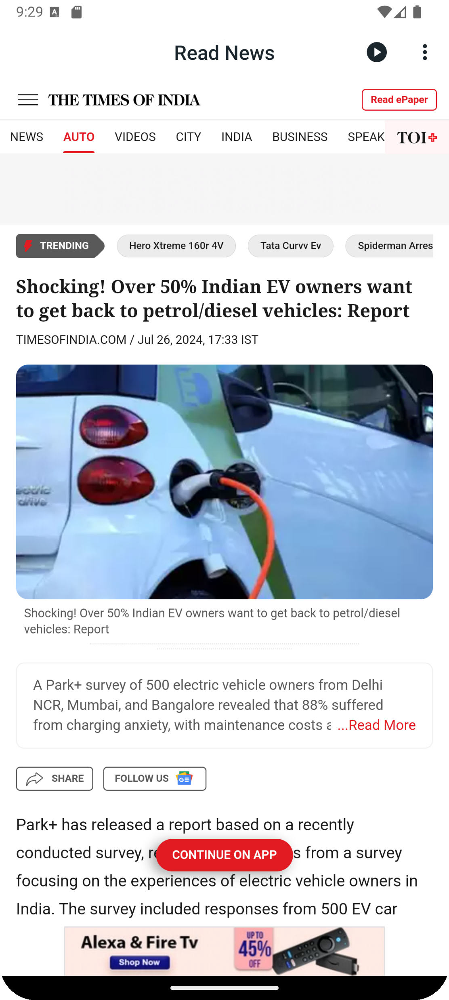 9:29
Read News
THE TIMES OF INDIA
Read ePaper
NEWS AUTO VIDEOS CITY INDIA BUSINESS SPEAK TOI+
TRENDING
Hero Xtreme 160r 4V
Tata Curvv Ev
Spiderman Arres
Shocking! Over 50% Indian EV owners want
to get back to petrol/diesel vehicles: Report
TIMESOFINDIA.COM / Jul 26, 2024, 17:33 IST
drive
Shocking! Over 50% Indian EV owners want to get back to petrol/diesel
vehicles: Report
A Park+ survey of 500 electric vehicle owners from Delhi
NCR, Mumbai, and Bangalore revealed that 88% suffered
from charging anxiety, with maintenance costs ...Read More
SHARE
FOLLOW US
Park+ has released a report based on a recently
conducted survey, s from a survey
CONTINUE ON APP
focusing on the experiences of electric vehicle owners in
India. The survey included responses from 500 EV car
Alexa & Fire Tv
Shop Now
UP TO
45%
OFF